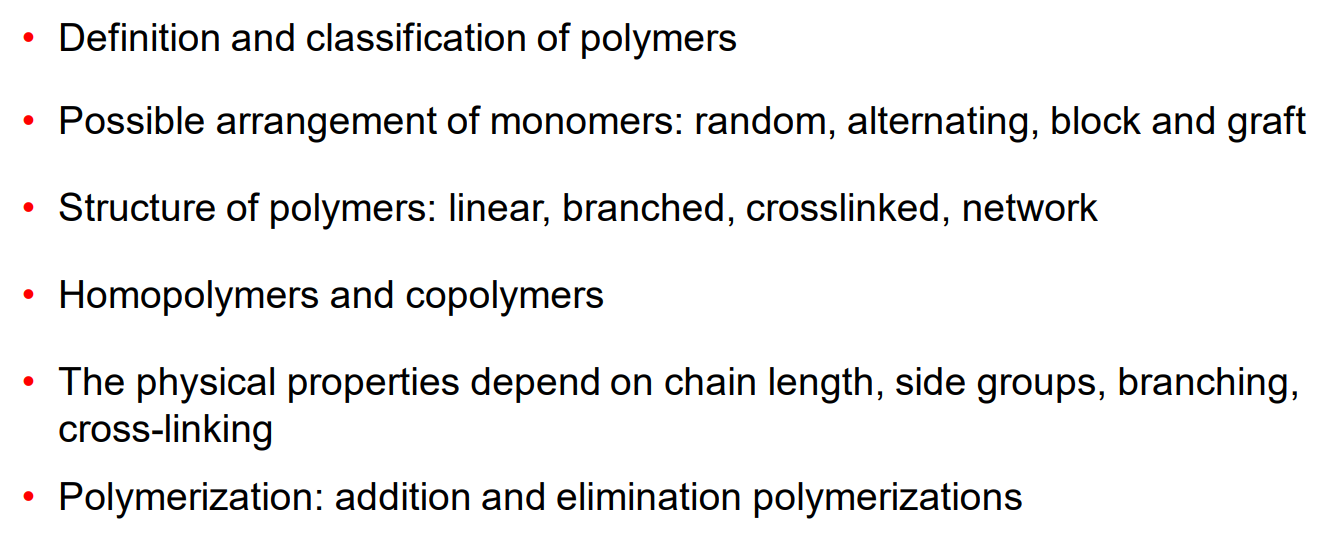 • Definition and classification of polymers
• Possible arrangement of monomers: random, alternating, block and graft
• Structure of polymers: linear, branched, crosslinked, network
• Homopolymers and copolymers
• The physical properties depend on chain length, side groups, branching,
cross-linking
• Polymerization: addition and elimination polymerizations